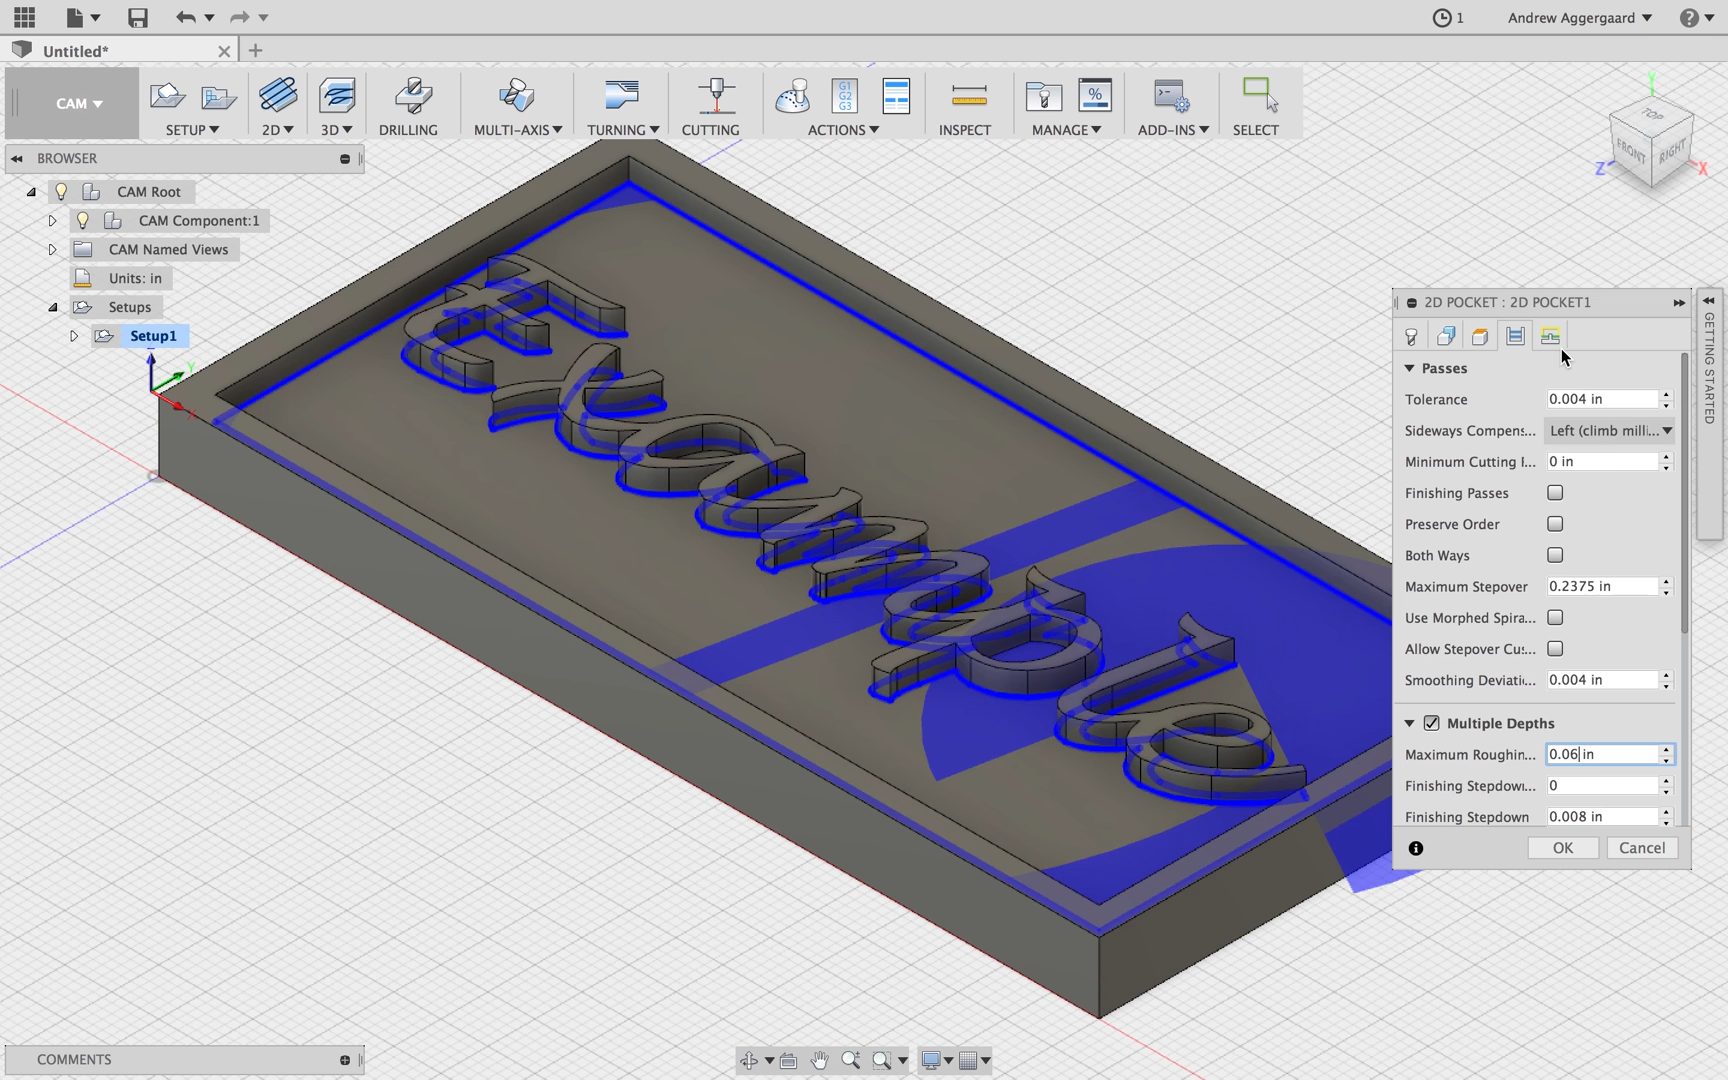 1 Andrew Aggergaard
Untitled*
CAM
SETUP 2D 3D DRILLING MULTI-AXIS TURNING CUTTING ACTIONS INSPECT MANAGE ADD-INS SELECT
G1
G2
G3
%
TOP
FRONT RIGHT
Y
Z X
BROWSER
CAM Root
CAM Component:1
CAM Named Views
Units: in
Setups
Setup1
Example
2D POCKET : 2D POCKET1
GETTING STARTED
Passes
Tolerance 0.004 in
Sideways Compens... Left (climb milli...
Minimum Cutting I... 0 in
Finishing Passes
Preserve Order
Both Ways
Maximum Stepover 0.2375 in
Use Morphed Spira...
Allow Stepover Cus...
Smoothing Deviati... 0.004 in
Multiple Depths
Maximum Roughin... 0.06 in
Finishing Stepdow... 0
Finishing Stepdown 0.008 in
OK Cancel
COMMENTS